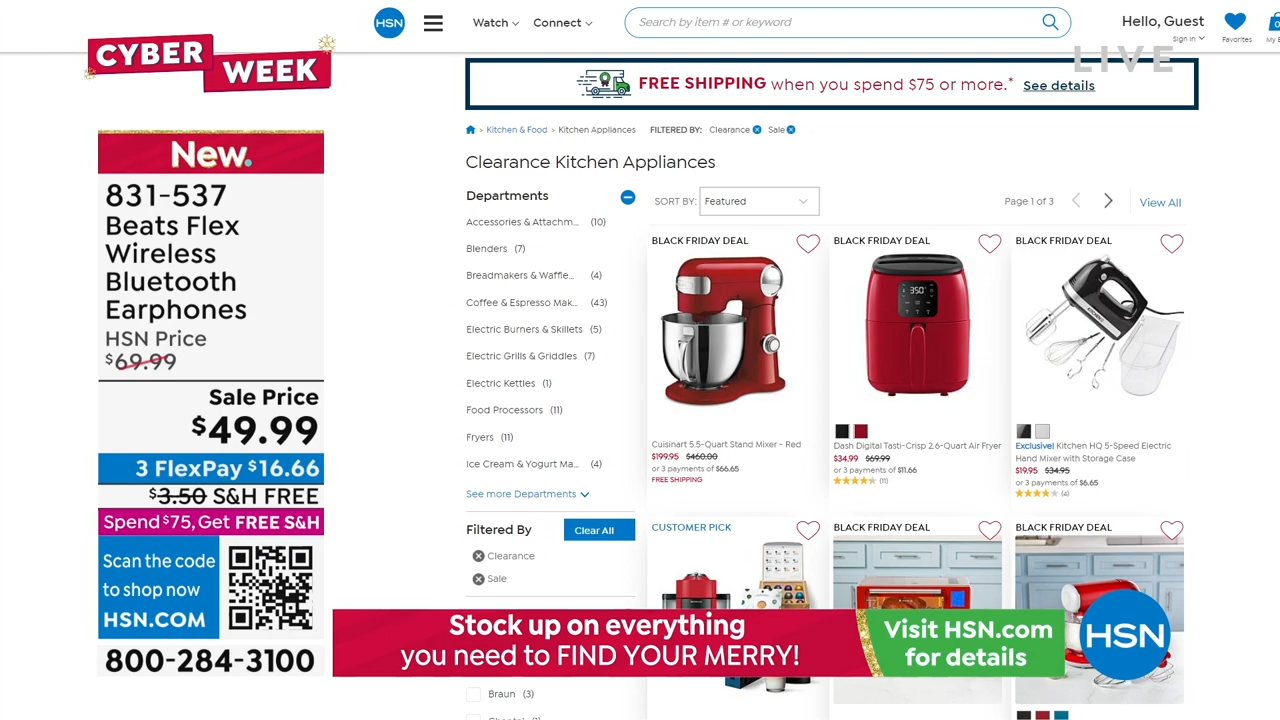 HSN
Watch
Connect
Search by item # or keyword
Hello, Guest
Sign In
Favorites
LIVE
CYBER
WEEK
FREE SHIPPING when you spend $75 or more.* See details
> Kitchen & Food > Kitchen Appliances FILTERED BY: Clearance Sale
Clearance Kitchen Appliances
New.
831-537
Beats Flex
Wireless
Bluetooth
Earphones
HSN Price
$69.99
Sale Price
$49.99
3 FlexPay $16.66
$3.50 S&H FREE
Spend $75, Get FREE S&H
Scan the code
to shop now
HSN.COM
800-284-3100
Departments
Accessories & Attachm... (10)
Blenders (7)
Breadmakers & Waffle... (4)
Coffee & Espresso Mak... (43)
Electric Burners & Skillets (5)
Electric Grills & Griddles (7)
Electric Kettles (1)
Food Processors (11)
Fryers (11)
Ice Cream & Yogurt Ma... (4)
See more Departments
Filtered By
Clear All
Clearance
Sale
Braun (3)
SORT BY: Featured
Page 1 of 3
View All
BLACK FRIDAY DEAL
Cuisinart 5.5-Quart Stand Mixer - Red
$199.95 $460.00
or 3 payments of $66.65
FREE SHIPPING
BLACK FRIDAY DEAL
350°
Dash Digital Tasti-Crisp 2.6-Quart Air Fryer
$34.99 $69.99
or 3 payments of $11.66
(11)
BLACK FRIDAY DEAL
Exclusive! Kitchen HQ 5-Speed Electric
Hand Mixer with Storage Case
$19.95 $34.95
or 3 payments of $6.65
(4)
CUSTOMER PICK
BLACK FRIDAY DEAL
BLACK FRIDAY DEAL
Stock up on everything
you need to FIND YOUR MERRY!
Visit HSN.com
for details
HSN